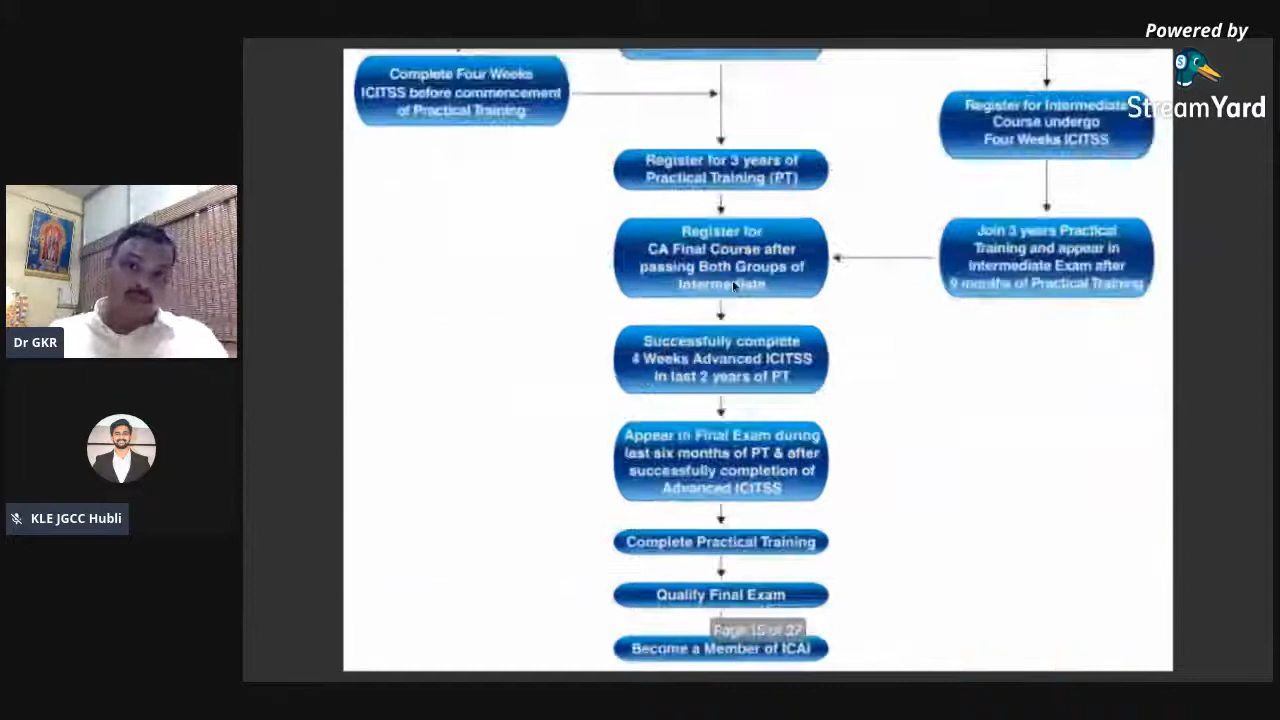 Powered by
StreamYard
Complete Four Weeks
ICITSS before commencement
of Practical Training
Register for Intermediate
Course undergo
Four Weeks ICITSS
Register for 3 years of
Practical Training (PT)
Register for
CA Final Course after
passing Both Groups of
Intermediate
Join 3 years Practical
Training and appear in
Intermediate Exam after
9 months of Practical Training
Successfully complete
4 Weeks Advanced ICITSS
in last 2 years of PT
Appear in Final Exam during
last six months of PT & after
successfully completion of
Advanced ICITSS
Complete Practical Training
Qualify Final Exam
Page 15 of 27
Become a Member of ICAI
Dr GKR
KLE JGCC Hubli